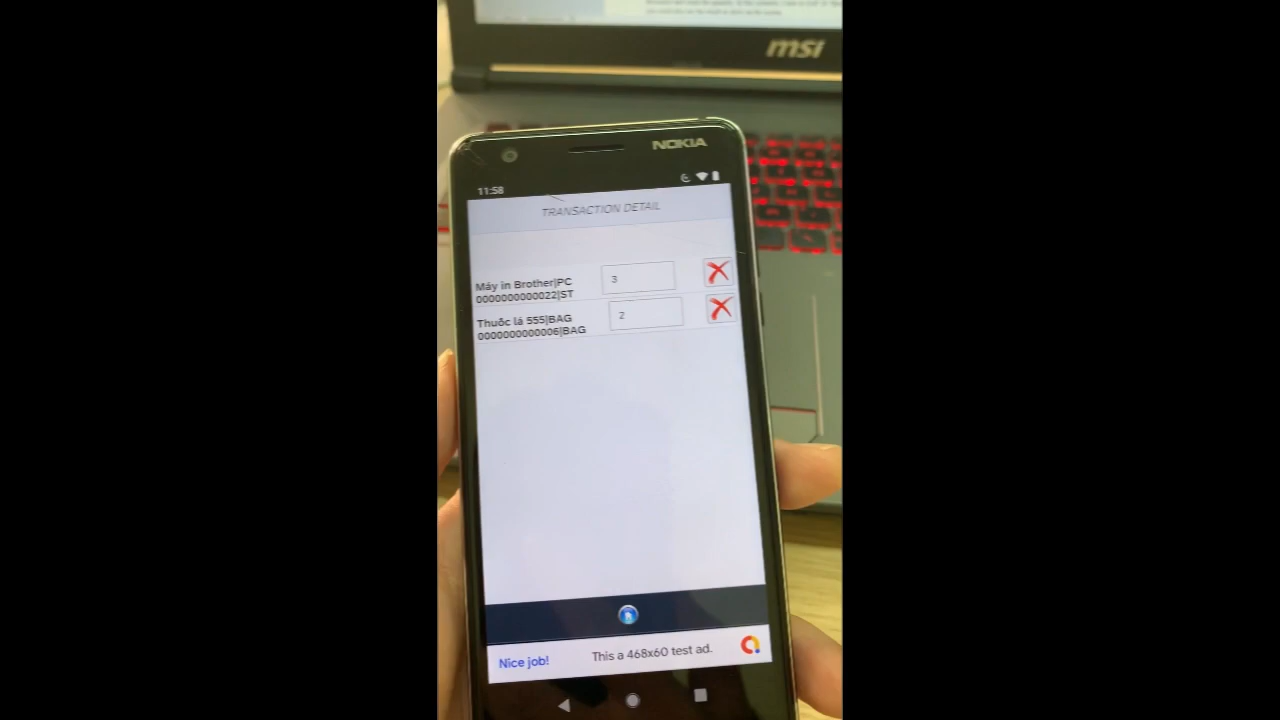 msi
NOKIA
11:58
TRANSACTION DETAIL
Máy in Brother|PC
0000000000022|ST
3
Thuốc lá 555|BAG
0000000000006|BAG
2
Nice job!
This a 468x60 test ad.